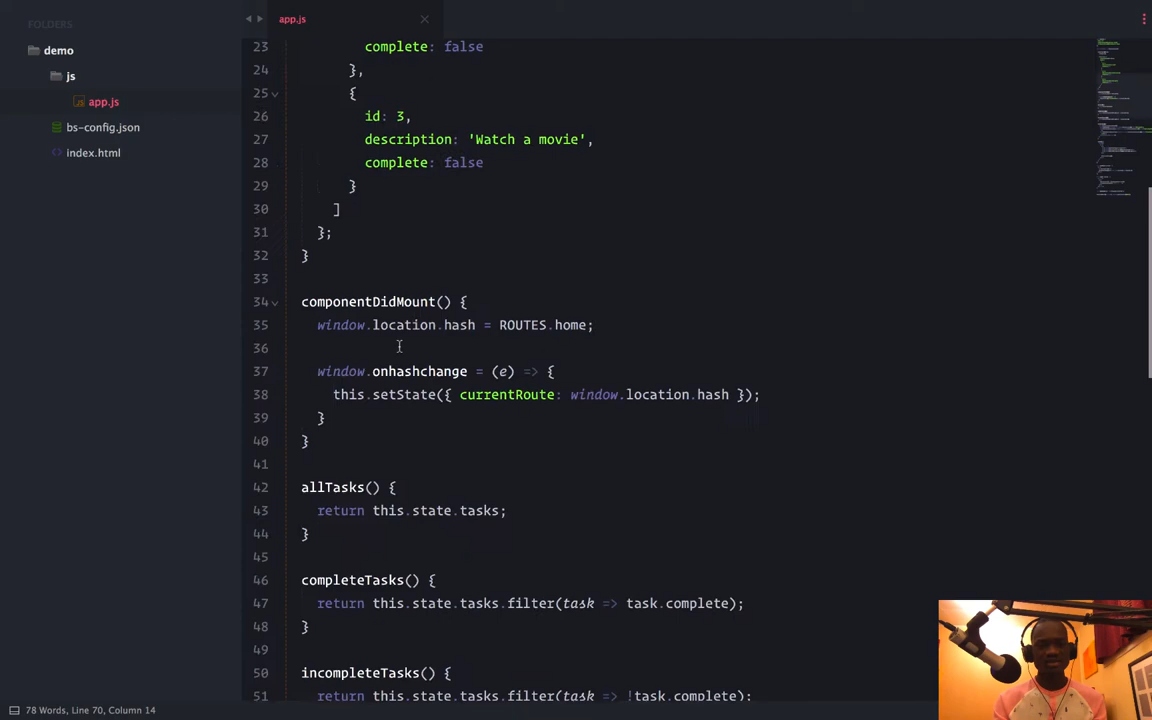 FOLDERS
demo
js
app.js
bs-config.json
index.html
app.js
23 complete: false
24 },
25 {
26 id: 3,
27 description: 'Watch a movie',
28 complete: false
29 }
30 ]
31 };
32 }
33
34 componentDidMount() {
35 window.location.hash = ROUTES.home;
36
37 window.onhashchange = (e) => {
38 this.setState({ currentRoute: window.location.hash });
39 }
40 }
41
42 allTasks() {
43 return this.state.tasks;
44 }
45
46 completeTasks() {
47 return this.state.tasks.filter(task => task.complete);
48 }
49
50 incompleteTasks() {
51 return this.state.tasks.filter(task => !task.complete);
78 Words, Line 70, Column 14